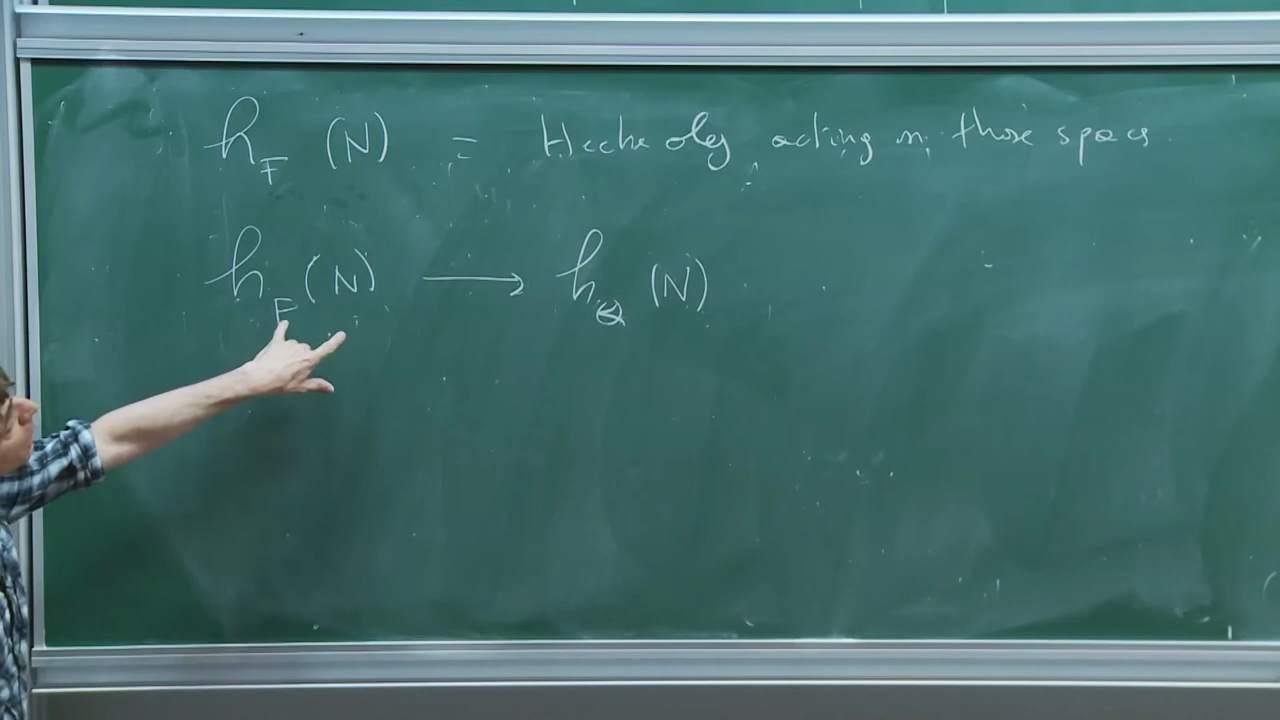 h_F (N) = Hecke alg acting on those spaces
h_F (N) → h_ℚ (N)